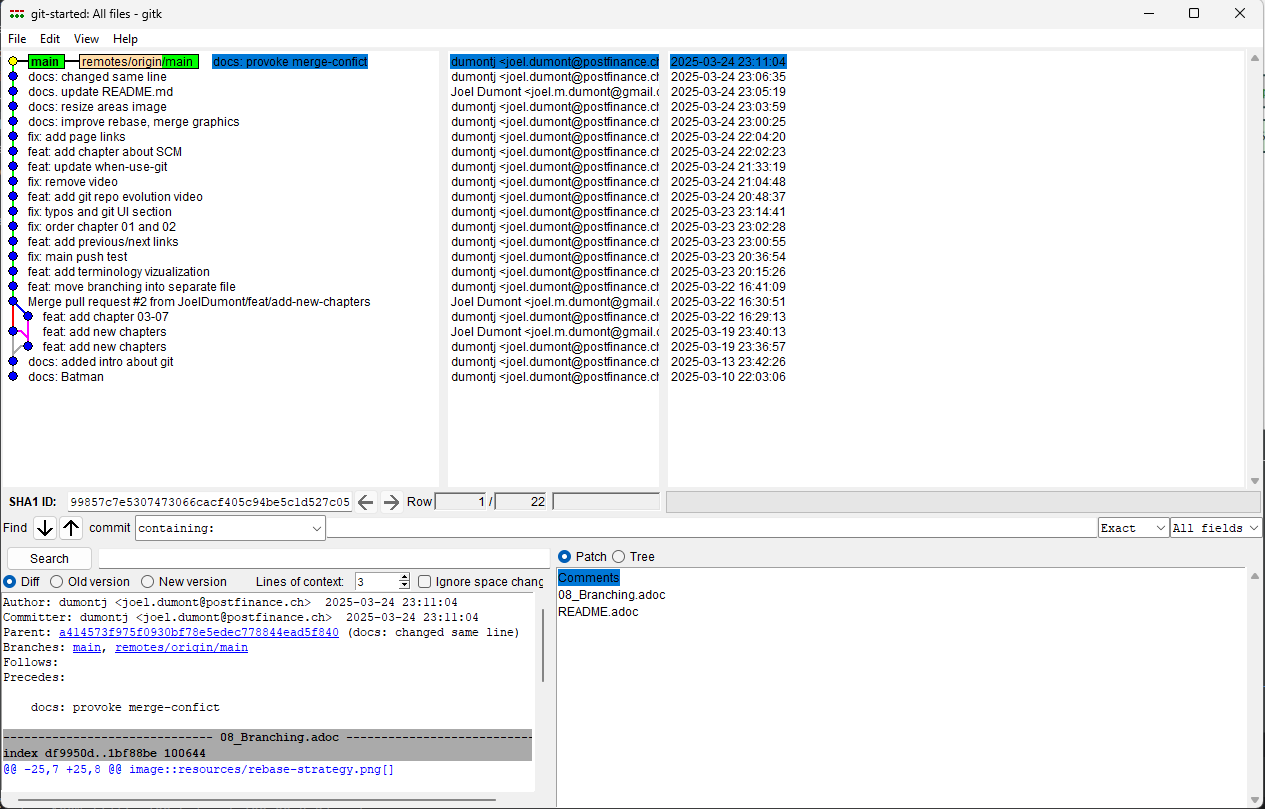 git-started: All files - gitk
File Edit View Help
main remotes/origin/main docs: provoke merge-confict dumontj <joel.dumont@postfinance.ch 2025-03-24 23:11:04
docs: changed same line dumontj <joel.dumont@postfinance.ch 2025-03-24 23:06:35
docs. update README.md Joel Dumont <joel.m.dumont@gmail.c 2025-03-24 23:05:19
docs: resize areas image dumontj <joel.dumont@postfinance.ch 2025-03-24 23:03:59
docs: improve rebase, merge graphics dumontj <joel.dumont@postfinance.ch 2025-03-24 23:00:25
fix: add page links dumontj <joel.dumont@postfinance.ch 2025-03-24 22:04:20
feat: add chapter about SCM dumontj <joel.dumont@postfinance.ch 2025-03-24 22:02:23
feat: update when-use-git dumontj <joel.dumont@postfinance.ch 2025-03-24 21:33:19
fix: remove video dumontj <joel.dumont@postfinance.ch 2025-03-24 21:04:48
feat: add git repo evolution video dumontj <joel.dumont@postfinance.ch 2025-03-24 20:48:37
fix: typos and git UI section dumontj <joel.dumont@postfinance.ch 2025-03-23 23:14:41
fix: order chapter 01 and 02 dumontj <joel.dumont@postfinance.ch 2025-03-23 23:02:28
feat: add previous/next links dumontj <joel.dumont@postfinance.ch 2025-03-23 23:00:55
fix: main push test dumontj <joel.dumont@postfinance.ch 2025-03-23 20:36:54
feat: add terminology vizualization dumontj <joel.dumont@postfinance.ch 2025-03-23 20:15:26
feat: move branching into separate file dumontj <joel.dumont@postfinance.ch 2025-03-22 16:41:09
Merge pull request #2 from JoelDumont/feat/add-new-chapters Joel Dumont <joel.m.dumont@gmail.c 2025-03-22 16:30:51
feat: add chapter 03-07 dumontj <joel.dumont@postfinance.ch 2025-03-22 16:29:13
feat: add new chapters Joel Dumont <joel.m.dumont@gmail.c 2025-03-19 23:40:13
feat: add new chapters dumontj <joel.dumont@postfinance.ch 2025-03-19 23:36:57
docs: added intro about git dumontj <joel.dumont@postfinance.ch 2025-03-13 23:42:26
docs: Batman dumontj <joel.dumont@postfinance.ch 2025-03-10 22:03:06
SHA1 ID: 99857c7e5307473066cacf405c94be5c1d527c05 Row 1 / 22
Find commit containing: Exact All fields
Search
Patch Tree
Diff Old version New version Lines of context: 3 Ignore space chang
Comments
08_Branching.adoc
README.adoc
Author: dumontj <joel.dumont@postfinance.ch> 2025-03-24 23:11:04
Committer: dumontj <joel.dumont@postfinance.ch> 2025-03-24 23:11:04
Parent: a414573f975f0930bf78e5edec778844ead5f840 (docs: changed same line)
Branches: main, remotes/origin/main
Follows:
Precedes:
docs: provoke merge-confict
------------------------------ 08_Branching.adoc ---------------------------
index df9950d..1bf88be 100644
@@ -25,7 +25,8 @@ image::resources/rebase-strategy.png[]